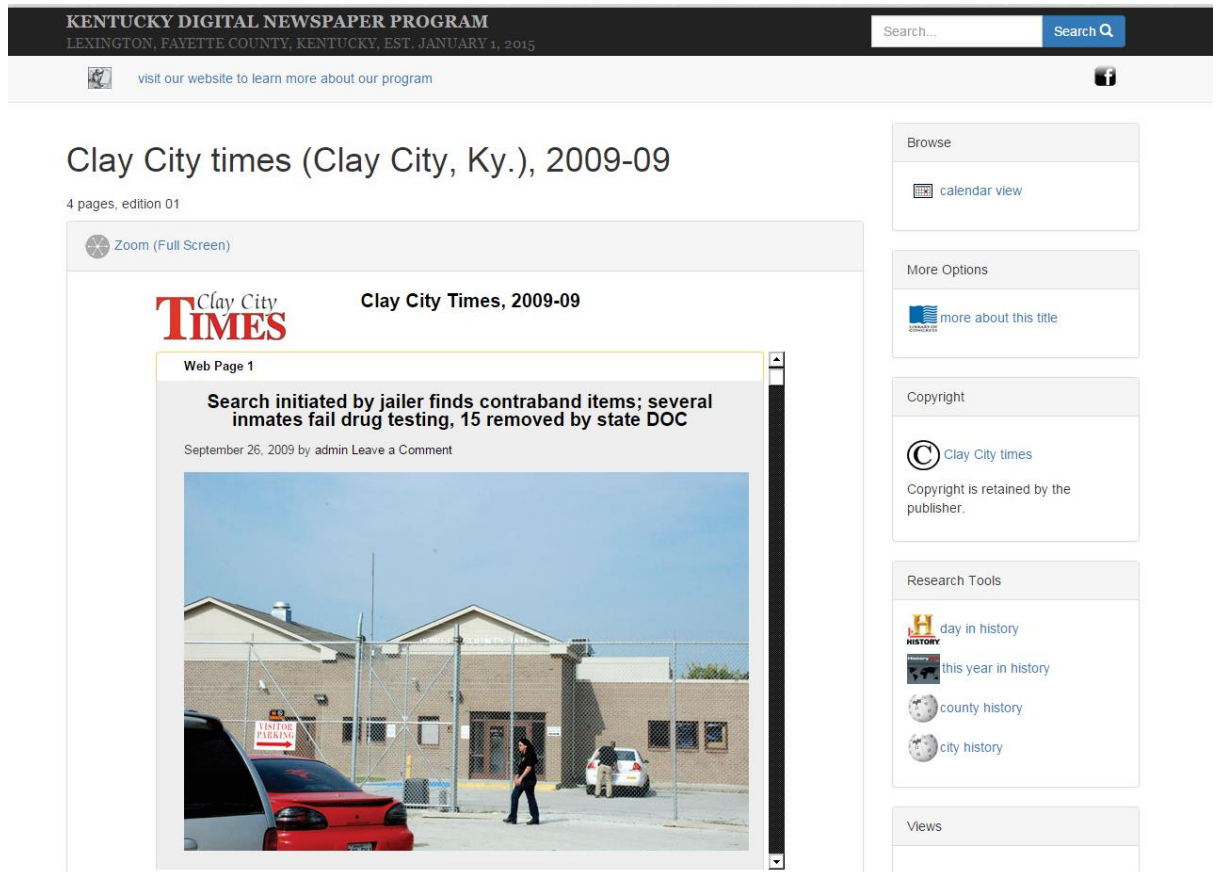 KENTUCKY DIGITAL NEWSPAPER PROGRAM
LEXINGTON, FAYETTE COUNTY, KENTUCKY, EST. JANUARY 1, 2015
Search...
Search
visit our website to learn more about our program
f
Clay City times (Clay City, Ky.), 2009-09
4 pages, edition 01
Zoom (Full Screen)
Clay City
TIMES
Clay City Times, 2009-09
Web Page 1
Search initiated by jailer finds contraband items; several
inmates fail drug testing, 15 removed by state DOC
September 26, 2009 by admin Leave a Comment
VISITOR
PARKING
Browse
calendar view
More Options
LIBRARY OF
CONGRESS
more about this title
Copyright
©
Clay City times
Copyright is retained by the
publisher.
Research Tools
H
HISTORY
day in history
this year in history
county history
city history
Views